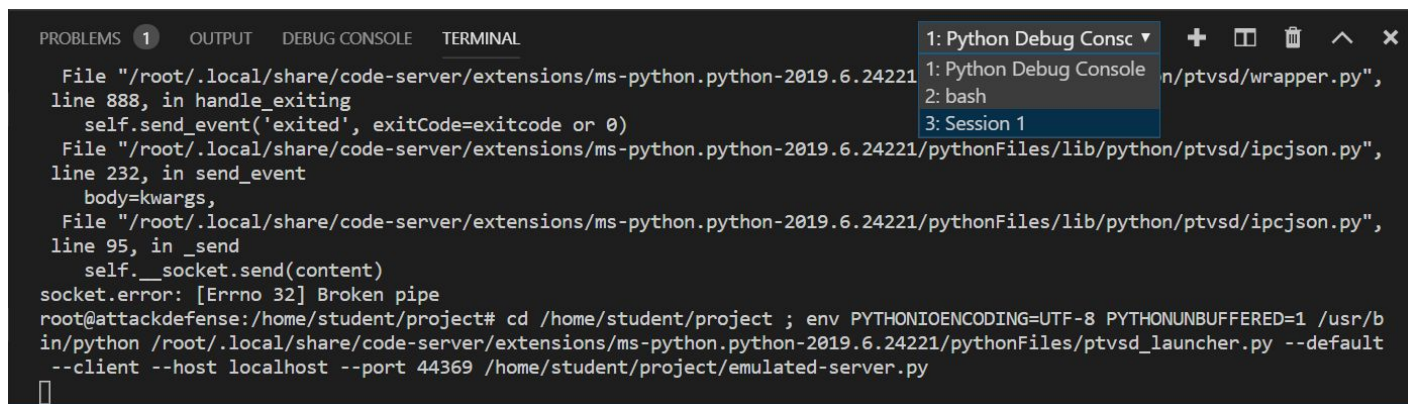 PROBLEMS 1 OUTPUT DEBUG CONSOLE TERMINAL 1: Python Debug Consc
1: Python Debug Console
2: bash
3: Session 1
File "/root/.local/share/code-server/extensions/ms-python.python-2019.6.24221 n/ptvsd/wrapper.py",
line 888, in handle_exiting
self.send_event('exited', exitCode=exitcode or 0)
File "/root/.local/share/code-server/extensions/ms-python.python-2019.6.24221/pythonFiles/lib/python/ptvsd/ipcjson.py",
line 232, in send_event
body=kwargs,
File "/root/.local/share/code-server/extensions/ms-python.python-2019.6.24221/pythonFiles/lib/python/ptvsd/ipcjson.py",
line 95, in _send
self.__socket.send(content)
socket.error: [Errno 32] Broken pipe
root@attackdefense:/home/student/project# cd /home/student/project ; env PYTHONIOENCODING=UTF-8 PYTHONUNBUFFERED=1 /usr/b
in/python /root/.local/share/code-server/extensions/ms-python.python-2019.6.24221/pythonFiles/ptvsd_launcher.py --default
--client --host localhost --port 44369 /home/student/project/emulated-server.py